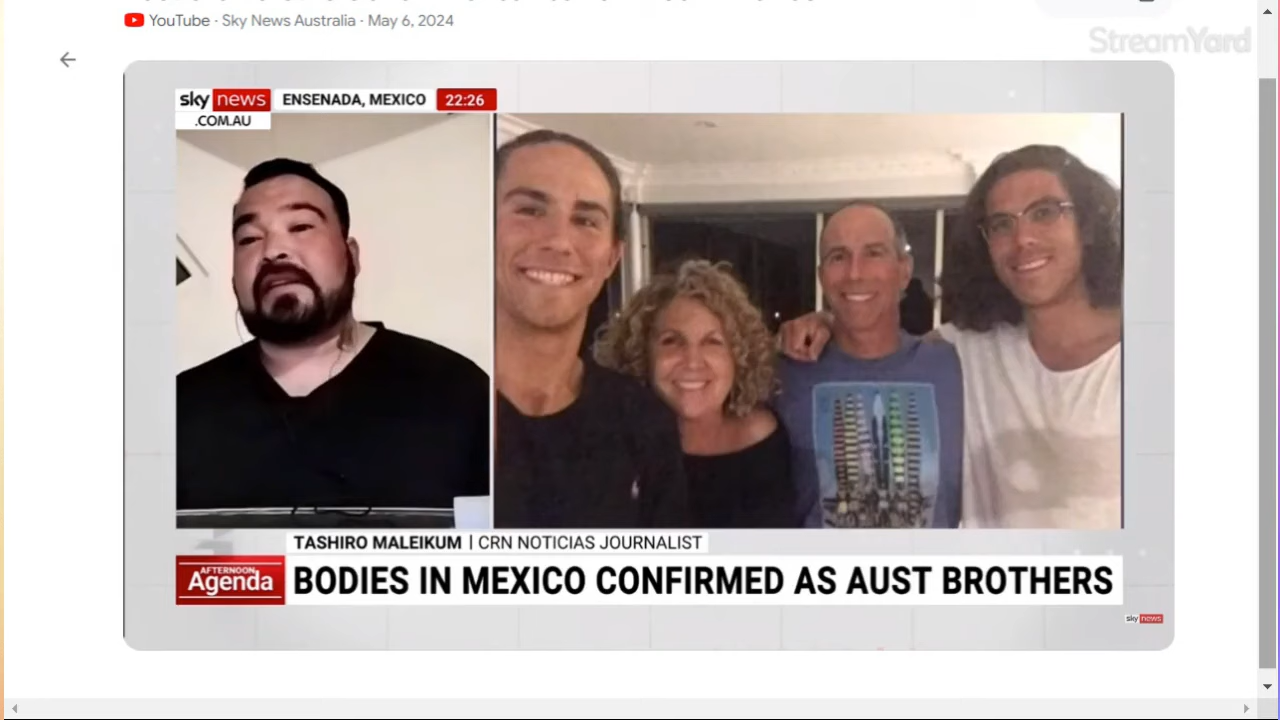 YouTube · Sky News Australia · May 6, 2024
StreamYard
sky news ENSENADA, MEXICO 22:26
.COM.AU
TASHIRO MALEIKUM | CRN NOTICIAS JOURNALIST
AFTERNOON
Agenda
BODIES IN MEXICO CONFIRMED AS AUST BROTHERS
sky news